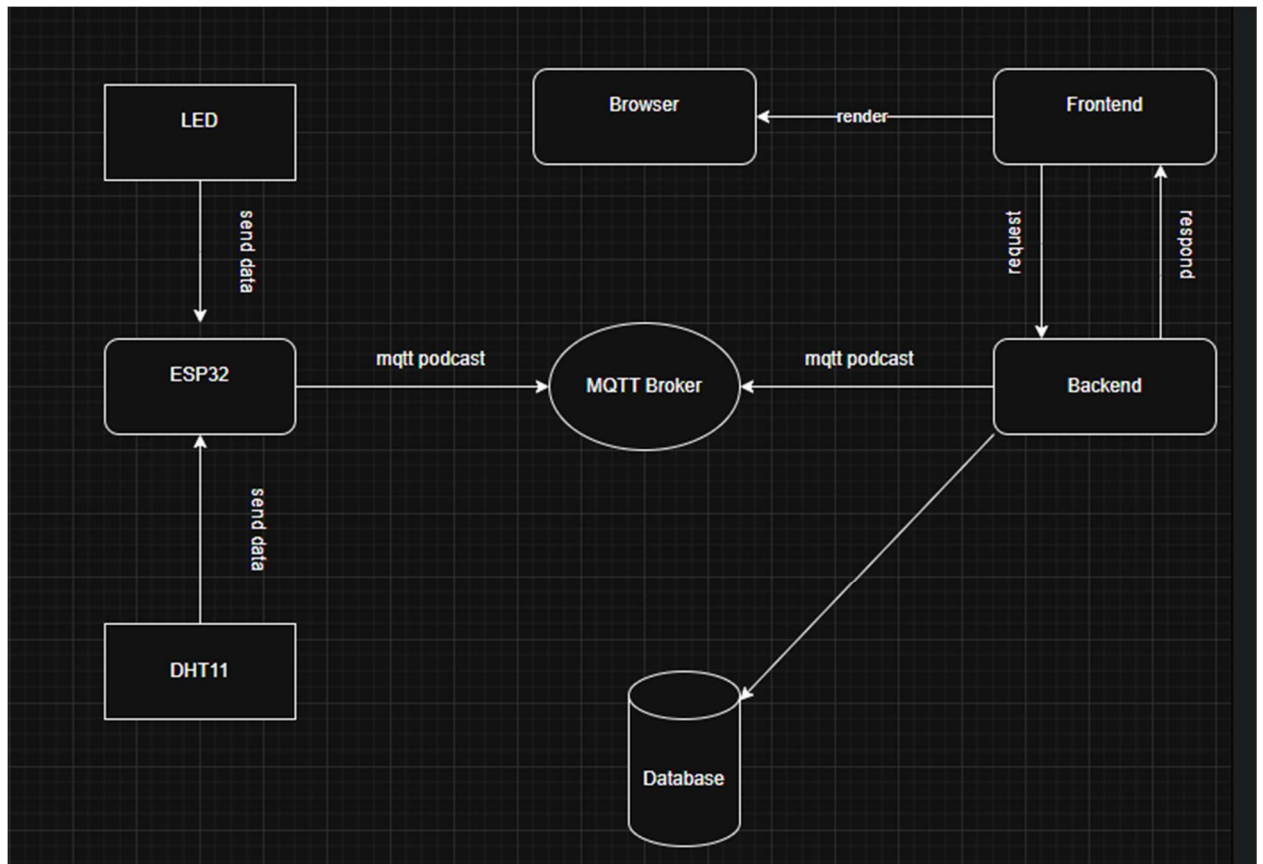 LED
Browser
render
Frontend
send data
request
respond
ESP32
mqtt podcast
MQTT Broker
mqtt podcast
Backend
send data
DHT11
Database